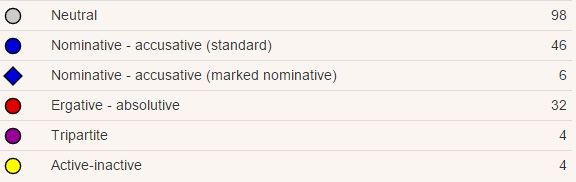 Neutral 98
Nominative - accusative (standard) 46
Nominative - accusative (marked nominative) 6
Ergative - absolutive 32
Tripartite 4
Active-inactive 4